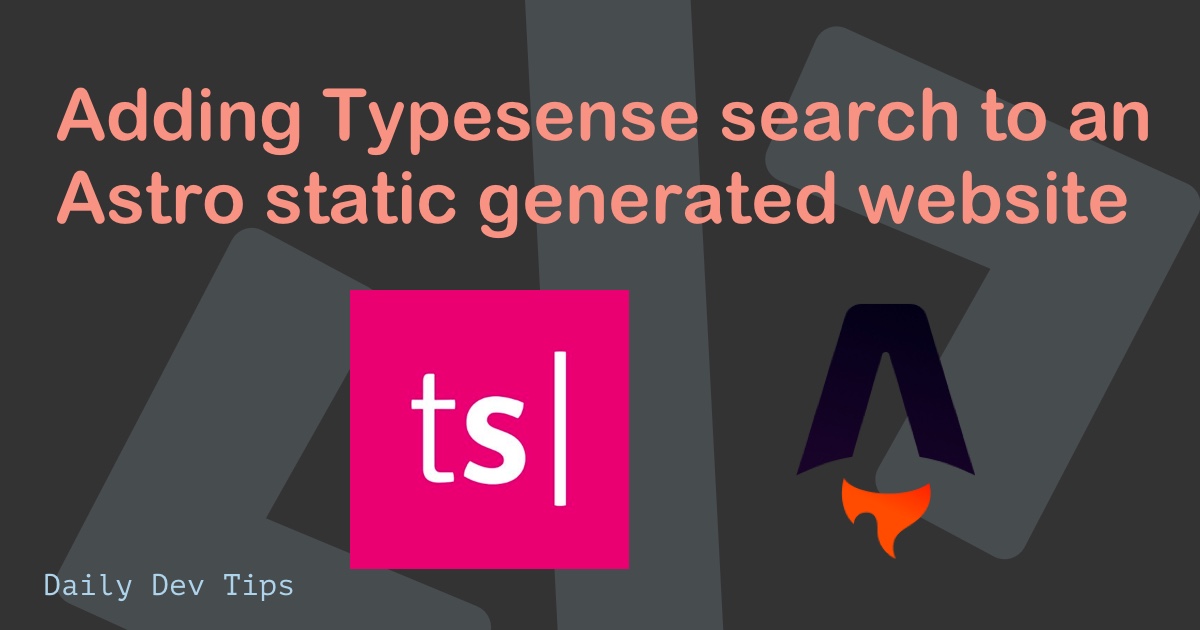 Adding Typesense search to an
Astro static generated website
ts|
Daily Dev Tips